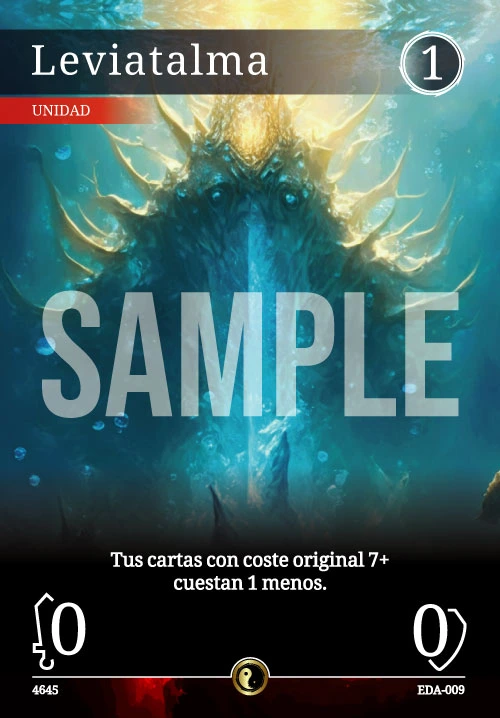 Leviatalma
1
UNIDAD
SAMPLE
Tus cartas con coste original 7+
cuestan 1 menos.
0
0
4645
EDA-009